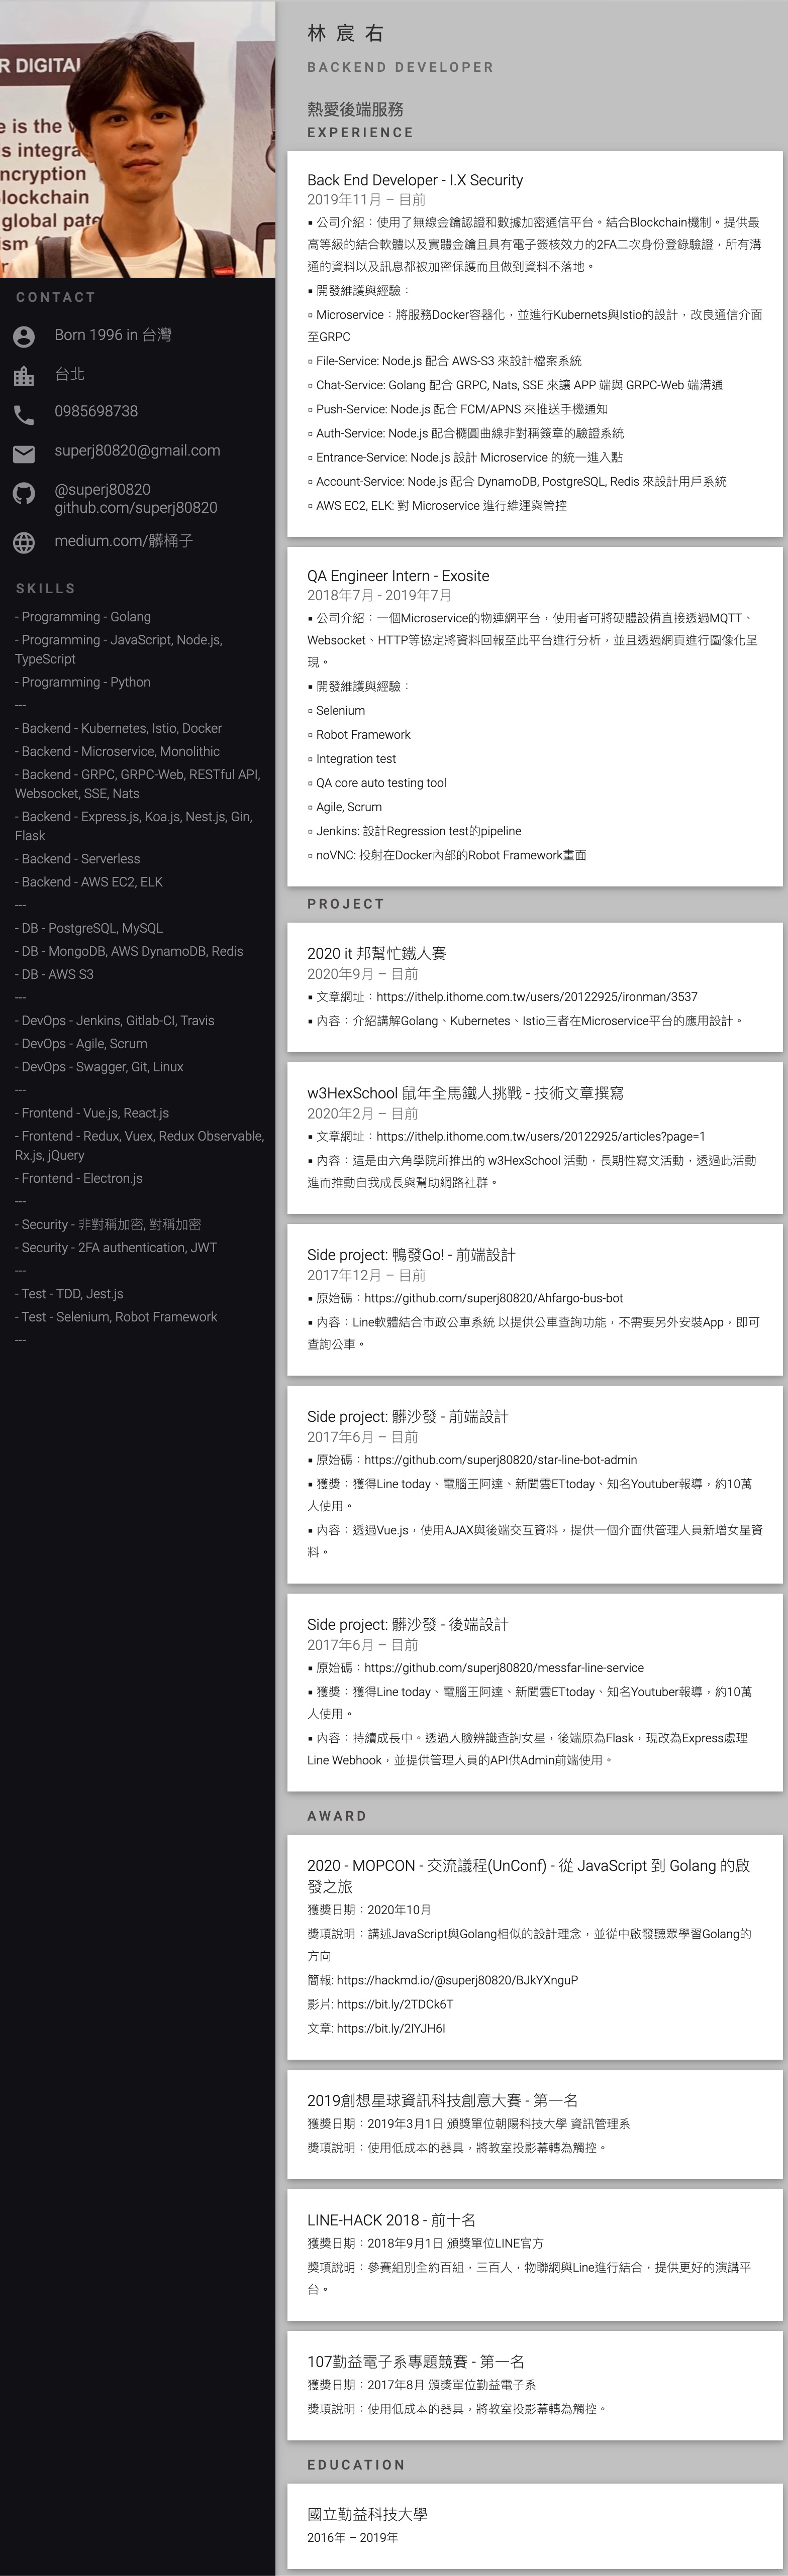 R DIGITAL
e is the w
s integra
ncryption
lockchain
global pate
ism (S
CONTACT
Born 1996 in 台灣
台北
0985698738
superj80820@gmail.com
@superj80820
github.com/superj80820
medium.com/髒桶子
SKILLS
- Programming - Golang
- Programming - JavaScript, Node.js,
TypeScript
- Programming - Python
---
- Backend - Kubernetes, Istio, Docker
- Backend - Microservice, Monolithic
- Backend - GRPC, GRPC-Web, RESTful API,
Websocket, SSE, Nats
- Backend - Express.js, Koa.js, Nest.js, Gin,
Flask
- Backend - Serverless
- Backend - AWS EC2, ELK
---
- DB - PostgreSQL, MySQL
- DB - MongoDB, AWS DynamoDB, Redis
- DB - AWS S3
---
- DevOps - Jenkins, Gitlab-CI, Travis
- DevOps - Agile, Scrum
- DevOps - Swagger, Git, Linux
---
- Frontend - Vue.js, React.js
- Frontend - Redux, Vuex, Redux Observable,
Rx.js, jQuery
- Frontend - Electron.js
---
- Security - 非對稱加密, 對稱加密
- Security - 2FA authentication, JWT
---
- Test - TDD, Jest.js
- Test - Selenium, Robot Framework
---
林宸右
BACKEND DEVELOPER
熱愛後端服務
EXPERIENCE
Back End Developer - I.X Security
2019年11月 – 目前
▪ 公司介紹：使用了無線金鑰認證和數據加密通信平台。結合Blockchain機制。提供最
高等級的結合軟體以及實體金鑰且具有電子簽核效力的2FA二次身份登錄驗證，所有溝
通的資料以及訊息都被加密保護而且做到資料不落地。
▪ 開發維護與經驗：
▫ Microservice：將服務Docker容器化，並進行Kubernets與Istio的設計，改良通信介面
至GRPC
▫ File-Service: Node.js 配合 AWS-S3 來設計檔案系統
▫ Chat-Service: Golang 配合 GRPC, Nats, SSE 來讓 APP 端與 GRPC-Web 端溝通
▫ Push-Service: Node.js 配合 FCM/APNS 來推送手機通知
▫ Auth-Service: Node.js 配合橢圓曲線非對稱簽章的驗證系統
▫ Entrance-Service: Node.js 設計 Microservice 的統一進入點
▫ Account-Service: Node.js 配合 DynamoDB, PostgreSQL, Redis 來設計用戶系統
▫ AWS EC2, ELK: 對 Microservice 進行維運與管控
QA Engineer Intern - Exosite
2018年7月 - 2019年7月
▪ 公司介紹：一個Microservice的物連網平台，使用者可將硬體設備直接透過MQTT、
Websocket、HTTP等協定將資料回報至此平台進行分析，並且透過網頁進行圖像化呈
現。
▪ 開發維護與經驗：
▫ Selenium
▫ Robot Framework
▫ Integration test
▫ QA core auto testing tool
▫ Agile, Scrum
▫ Jenkins: 設計Regression test的pipeline
▫ noVNC: 投射在Docker內部的Robot Framework畫面
PROJECT
2020 it 邦幫忙鐵人賽
2020年9月 – 目前
▪ 文章網址：https://ithelp.ithome.com.tw/users/20122925/ironman/3537
▪ 內容：介紹講解Golang、Kubernetes、Istio三者在Microservice平台的應用設計。
w3HexSchool 鼠年全馬鐵人挑戰 - 技術文章撰寫
2020年2月 – 目前
▪ 文章網址：https://ithelp.ithome.com.tw/users/20122925/articles?page=1
▪ 內容：這是由六角學院所推出的 w3HexSchool 活動，長期性寫文活動，透過此活動
進而推動自我成長與幫助網路社群。
Side project: 鴨發Go! - 前端設計
2017年12月 – 目前
▪ 原始碼：https://github.com/superj80820/Ahfargo-bus-bot
▪ 內容：Line軟體結合市政公車系統 以提供公車查詢功能，不需要另外安裝App，即可
查詢公車。
Side project: 髒沙發 - 前端設計
2017年6月 – 目前
▪ 原始碼：https://github.com/superj80820/star-line-bot-admin
▪ 獲獎：獲得Line today、電腦王阿達、新聞雲ETtoday、知名Youtuber報導，約10萬
人使用。
▪ 內容：透過Vue.js，使用AJAX與後端交互資料，提供一個介面供管理人員新增女星資
料。
Side project: 髒沙發 - 後端設計
2017年6月 – 目前
▪ 原始碼：https://github.com/superj80820/messfar-line-service
▪ 獲獎：獲得Line today、電腦王阿達、新聞雲ETtoday、知名Youtuber報導，約10萬
人使用。
▪ 內容：持續成長中。透過人臉辨識查詢女星，後端原為Flask，現改為Express處理
Line Webhook，並提供管理人員的API供Admin前端使用。
AWARD
2020 - MOPCON - 交流議程(UnConf) - 從 JavaScript 到 Golang 的啟
發之旅
獲獎日期：2020年10月
獎項說明：講述JavaScript與Golang相似的設計理念，並從中啟發聽眾學習Golang的
方向
簡報: https://hackmd.io/@superj80820/BJkYXnguP
影片: https://bit.ly/2TDCk6T
文章: https://bit.ly/2IYJH6I
2019創想星球資訊科技創意大賽 - 第一名
獲獎日期：2019年3月1日 頒獎單位朝陽科技大學 資訊管理系
獎項說明：使用低成本的器具，將教室投影幕轉為觸控。
LINE-HACK 2018 - 前十名
獲獎日期：2018年9月1日 頒獎單位LINE官方
獎項說明：參賽組別全約百組，三百人，物聯網與Line進行結合，提供更好的演講平
台。
107勤益電子系專題競賽 - 第一名
獲獎日期：2017年8月 頒獎單位勤益電子系
獎項說明：使用低成本的器具，將教室投影幕轉為觸控。
EDUCATION
國立勤益科技大學
2016年 – 2019年